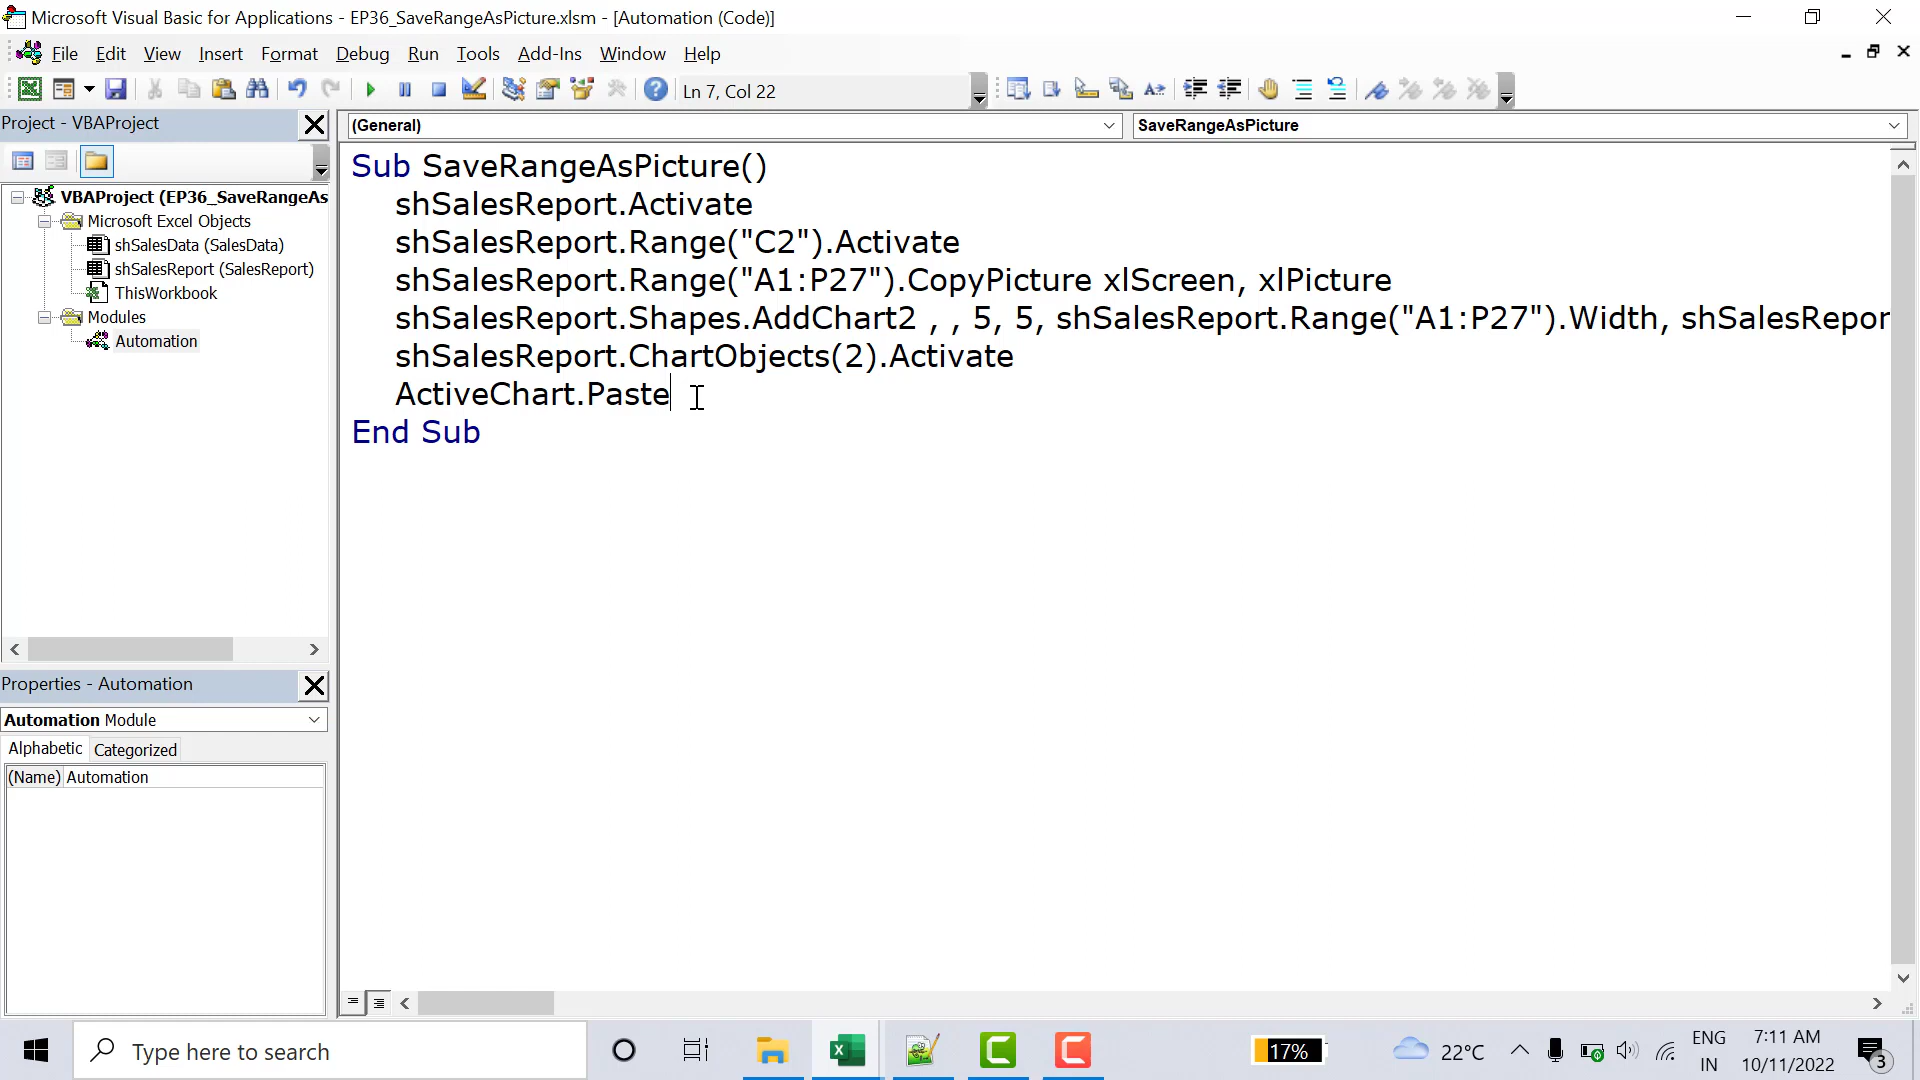 Microsoft Visual Basic for Applications - EP36_SaveRangeAsPicture.xlsm - [Automation (Code)]
File Edit View Insert Format Debug Run Tools Add-Ins Window Help
Ln 7, Col 22
Project - VBAProject
VBAProject (EP36_SaveRangeAs
Microsoft Excel Objects
shSalesData (SalesData)
shSalesReport (SalesReport)
ThisWorkbook
Modules
Automation
Properties - Automation
Automation Module
Alphabetic Categorized
(Name) Automation
(General) SaveRangeAsPicture
Sub SaveRangeAsPicture()
shSalesReport.Activate
shSalesReport.Range("C2").Activate
shSalesReport.Range("A1:P27").CopyPicture xlScreen, xlPicture
shSalesReport.Shapes.AddChart2 , , 5, 5, shSalesReport.Range("A1:P27").Width, shSalesRepor
shSalesReport.ChartObjects(2).Activate
ActiveChart.Paste
End Sub
Type here to search
17%
22°C
ENG
IN
7:11 AM
10/11/2022
3